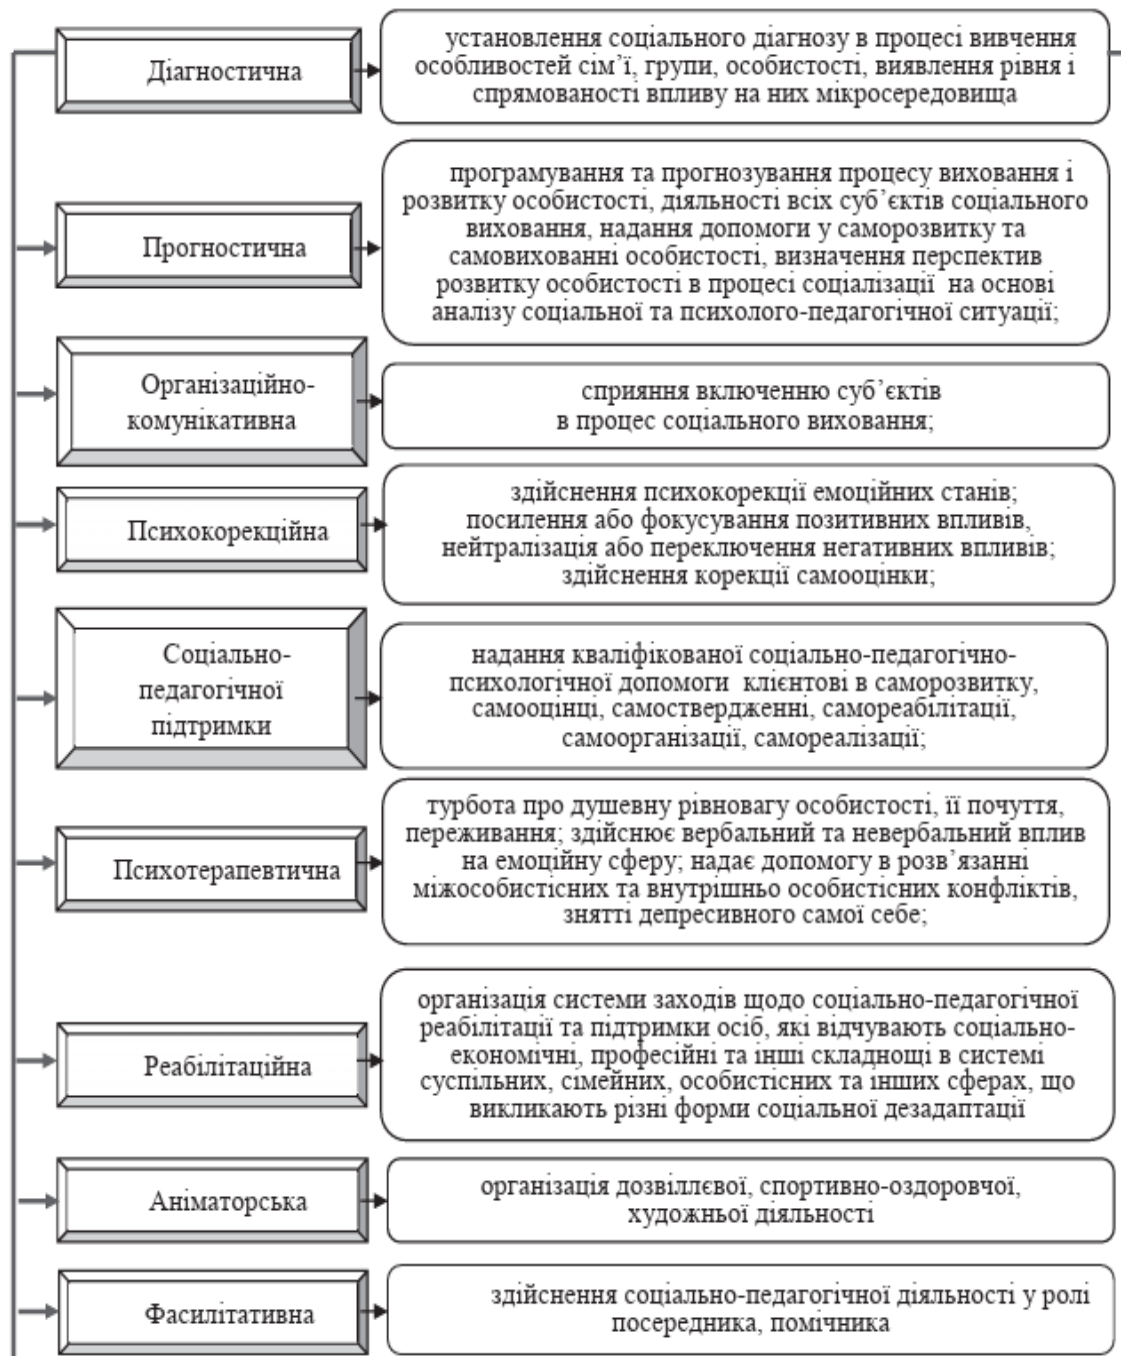 Діагностична
установлення соціального діагнозу в процесі вивчення
особливостей сім’ї, групи, особистості, виявлення рівня і
спрямованості впливу на них мікросередовища
Прогностична
програмування та прогнозування процесу виховання і
розвитку особистості, діяльності всіх суб’єктів соціального
виховання, надання допомоги у саморозвитку та
самовихованні особистості, визначення перспектив
розвитку особистості в процесі соціалізації на основі
аналізу соціальної та психолого-педагогічної ситуації;
Організаційно-
комунікативна
сприяння включенню суб’єктів
в процес соціального виховання;
Психокорекційна
здійснення психокорекції емоційних станів;
посилення або фокусування позитивних впливів,
нейтралізація або переключення негативних впливів;
здійснення корекції самооцінки;
Соціально-
педагогічної
підтримки
надання кваліфікованої соціально-педагогічно-
психологічної допомоги клієнтові в саморозвитку,
самооцінці, самоствердженні, самореабілітації,
самоорганізації, самореалізації;
Психотерапевтична
турбота про душевну рівновагу особистості, її почуття,
переживання; здійснює вербальний та невербальний вплив
на емоційну сферу; надає допомогу в розв’язанні
міжособистісних та внутрішньо особистісних конфліктів,
знятті депресивного самої себе;
Реабілітаційна
організація системи заходів щодо соціально-педагогічної
реабілітації та підтримки осіб, які відчувають соціально-
економічні, професійні та інші складнощі в системі
суспільних, сімейних, особистісних та інших сферах, що
викликають різні форми соціальної дезадаптації
Аніматорська
організація дозвіллєвої, спортивно-оздоровчої,
художньої діяльності
Фасилітативна
здійснення соціально-педагогічної діяльності у ролі
посередника, помічника